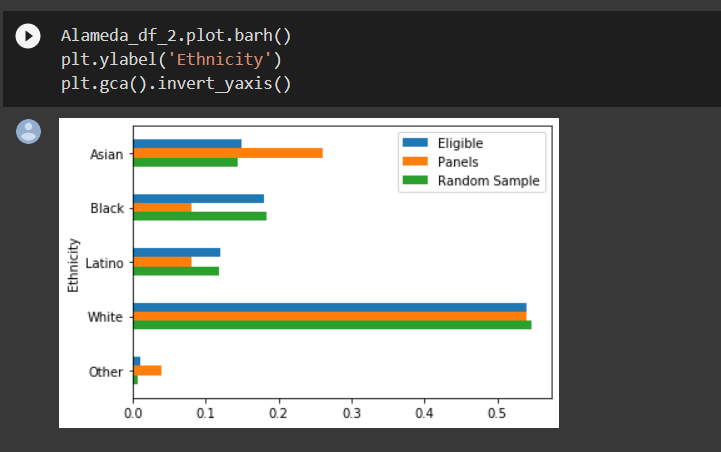 Alameda_df_2.plot.barh()
plt.ylabel('Ethnicity')
plt.gca().invert_yaxis()
Eligible
Panels
Random Sample
Ethnicity
Asian
Black
Latino
White
Other
0.0 0.1 0.2 0.3 0.4 0.5